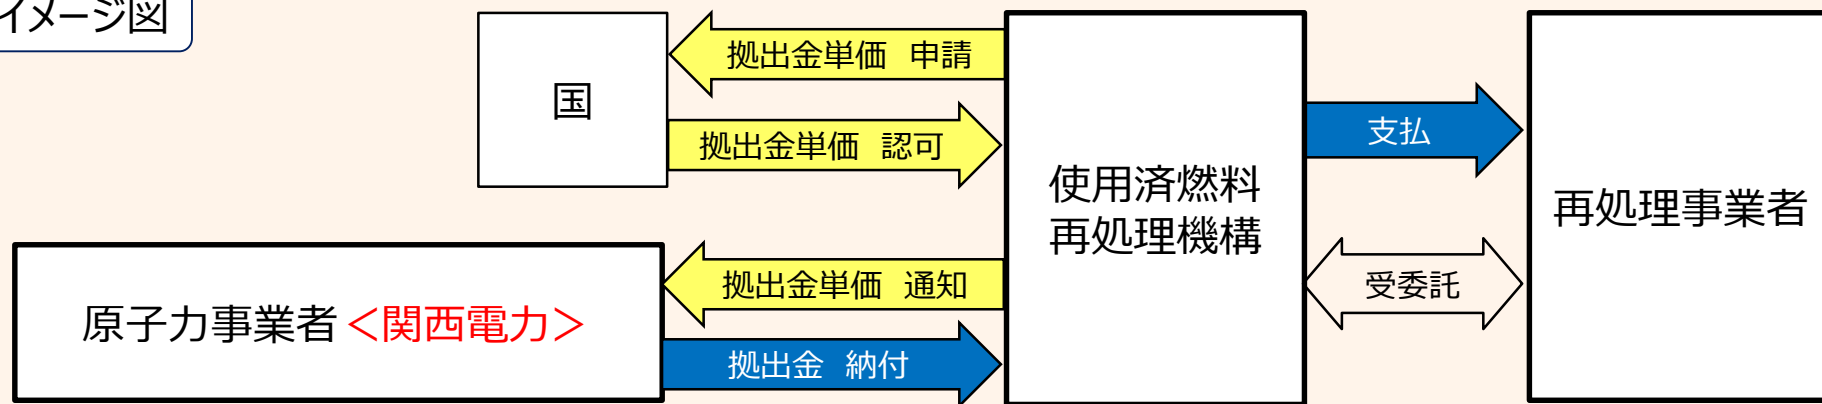 イメージ図
国
拠出金単価 申請
拠出金単価 認可
使用済燃料
再処理機構
支払
受委託
再処理事業者
原子力事業者＜関西電力＞
拠出金単価 通知
拠出金 納付